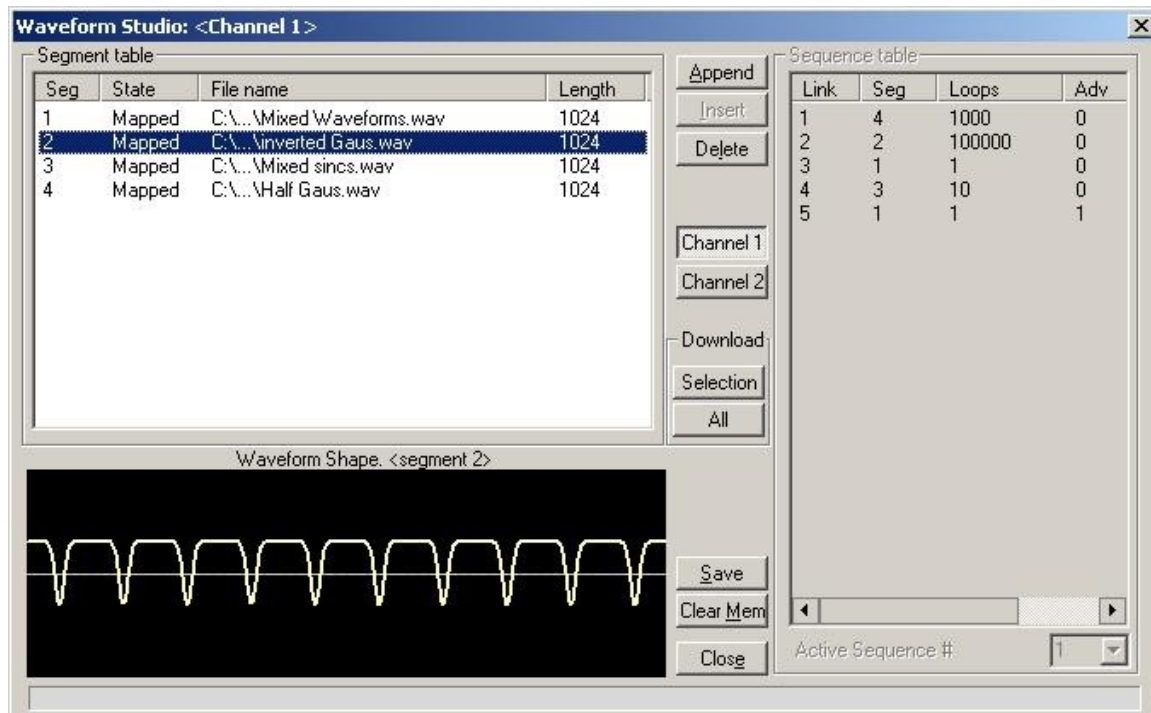 Waveform Studio: <Channel 1>
Segment table
Seg State File name Length
1 Mapped C:\...\Mixed Waveforms.wav 1024
2 Mapped C:\...\inverted Gaus.wav 1024
3 Mapped C:\...\Mixed sincs.wav 1024
4 Mapped C:\...\Half Gaus.wav 1024
Append
Insert
Delete
Channel 1
Channel 2
Download
Selection
All
Sequence table
Link Seg Loops Adv
1 4 1000 0
2 2 100000 0
3 1 1 0
4 3 10 0
5 1 1 1
Waveform Shape. <segment 2>
Save
Clear Mem
Close
Active Sequence # 1